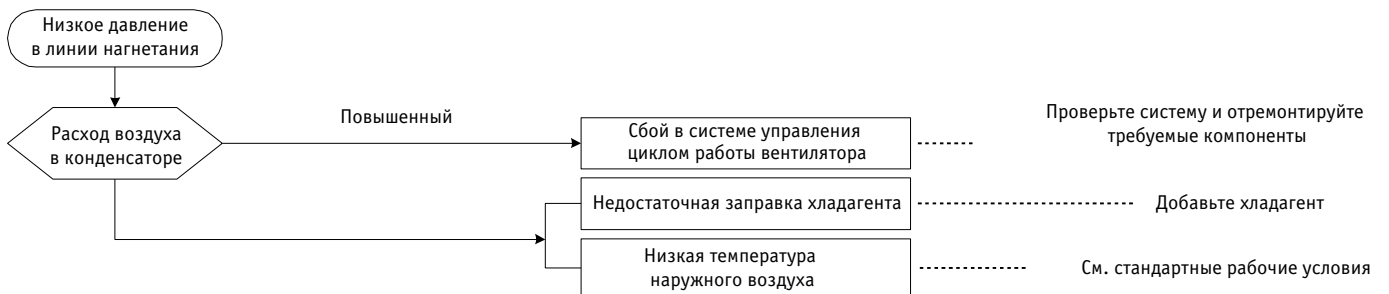 Низкое давление
в линии нагнетания
Расход воздуха
в конденсаторе
Повышенный
Сбой в системе управления
циклом работы вентилятора
Проверьте систему и отремонтируйте
требуемые компоненты
Недостаточная заправка хладагента
Добавьте хладагент
Низкая температура
наружного воздуха
См. стандартные рабочие условия